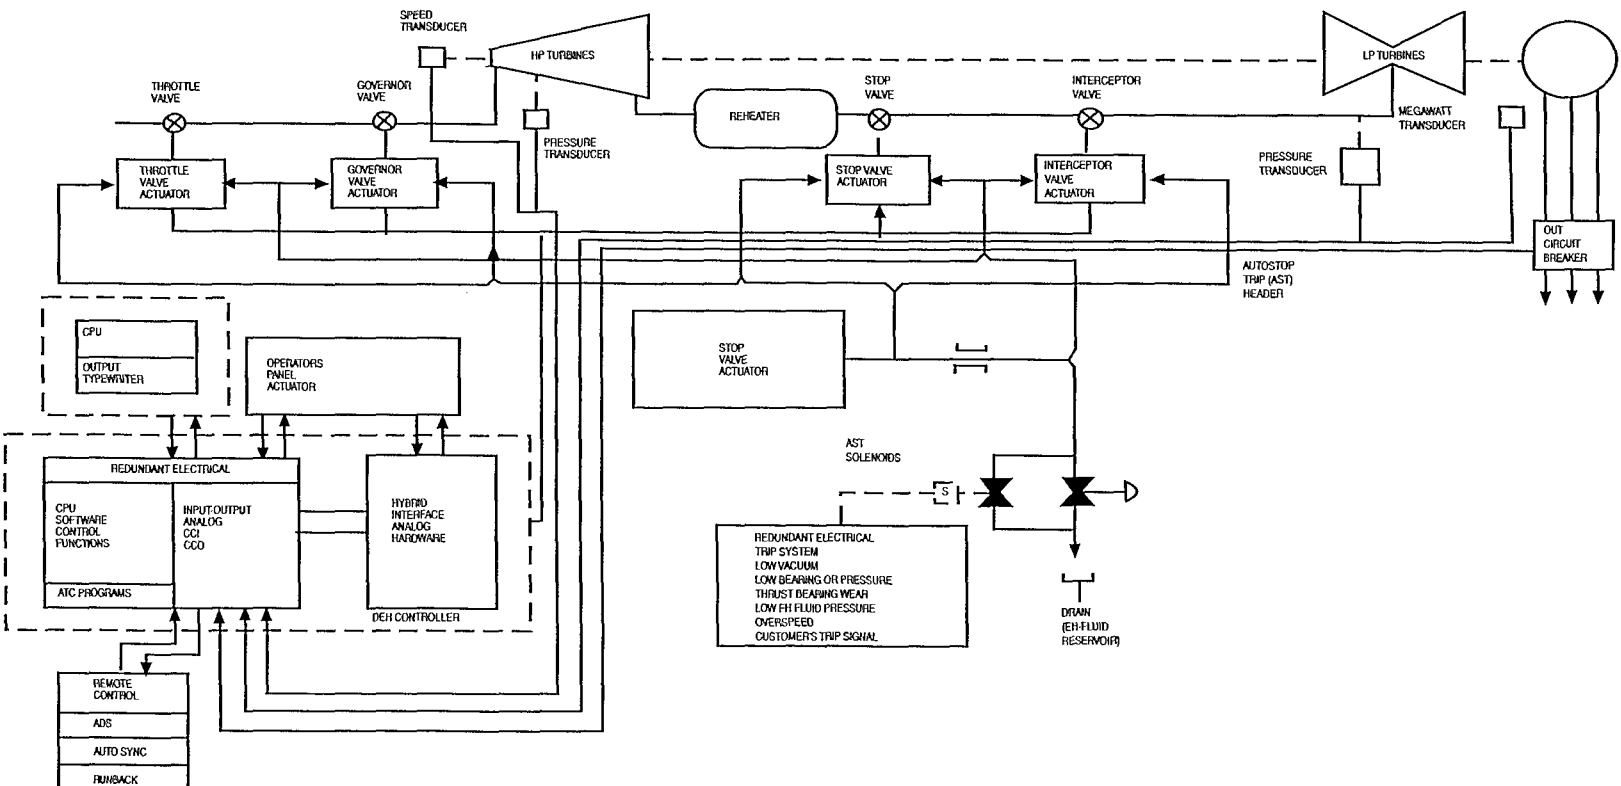 SPEED
TRANSDUCER
HP TURBINES
LP TURBINES
THROTTLE
VALVE
GOVERNOR
VALVE
STOP
VALVE
INTERCEPTOR
VALVE
REHEATER
MEGAWATT
TRANSDUCER
PRESSURE
TRANSDUCER
PRESSURE
TRANSDUCER
THROTTLE
VALVE
ACTUATOR
GOVERNOR
VALVE
ACTUATOR
STOP VALVE
ACTUATOR
INTERCEPTOR
VALVE
ACTUATOR
OUT
CIRCUIT
BREAKER
AUTOSTOP
TRIP (AST)
HEADER
CPU
OUTPUT
TYPEWRITER
OPERATORS
PANEL
ACTUATOR
STOP
VALVE
ACTUATOR
AST
SOLENOIDS
S
REDUNDANT ELECTRICAL
CPU
SOFTWARE
CONTROL
FUNCTIONS
INPUT-OUTPUT
ANALOG
CCI
CCO
HYBRID
INTERFACE
ANALOG
HARDWARE
ATC PROGRAMS
DEH CONTROLLER
REDUNDANT ELECTRICAL
TRIP SYSTEM
LOW VACUUM
LOW BEARING OR PRESSURE
THRUST BEARING WEAR
LOW FH FLUID PRESSURE
OVERSPEED
CUSTOMER'S TRIP SIGNAL
DRAIN
(EH-FLUID
RESERVOIR)
REMOTE
CONTROL
ADS
AUTO SYNC
RUNBACK